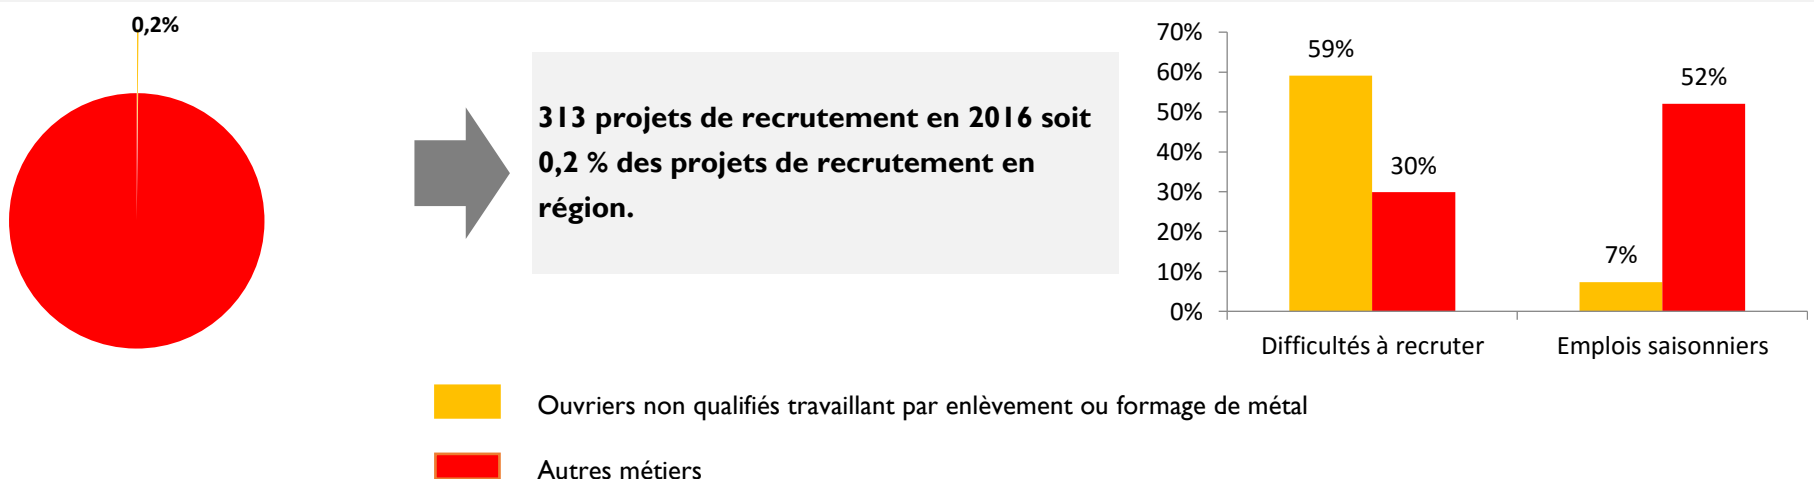 0,2%
313 projets de recrutement en 2016 soit
0,2 % des projets de recrutement en
région.
70%
60%
50%
40%
30%
20%
10%
0%
59%
30%
7%
52%
Difficultés à recruter
Emplois saisonniers
Ouvriers non qualifiés travaillant par enlèvement ou formage de métal
Autres métiers